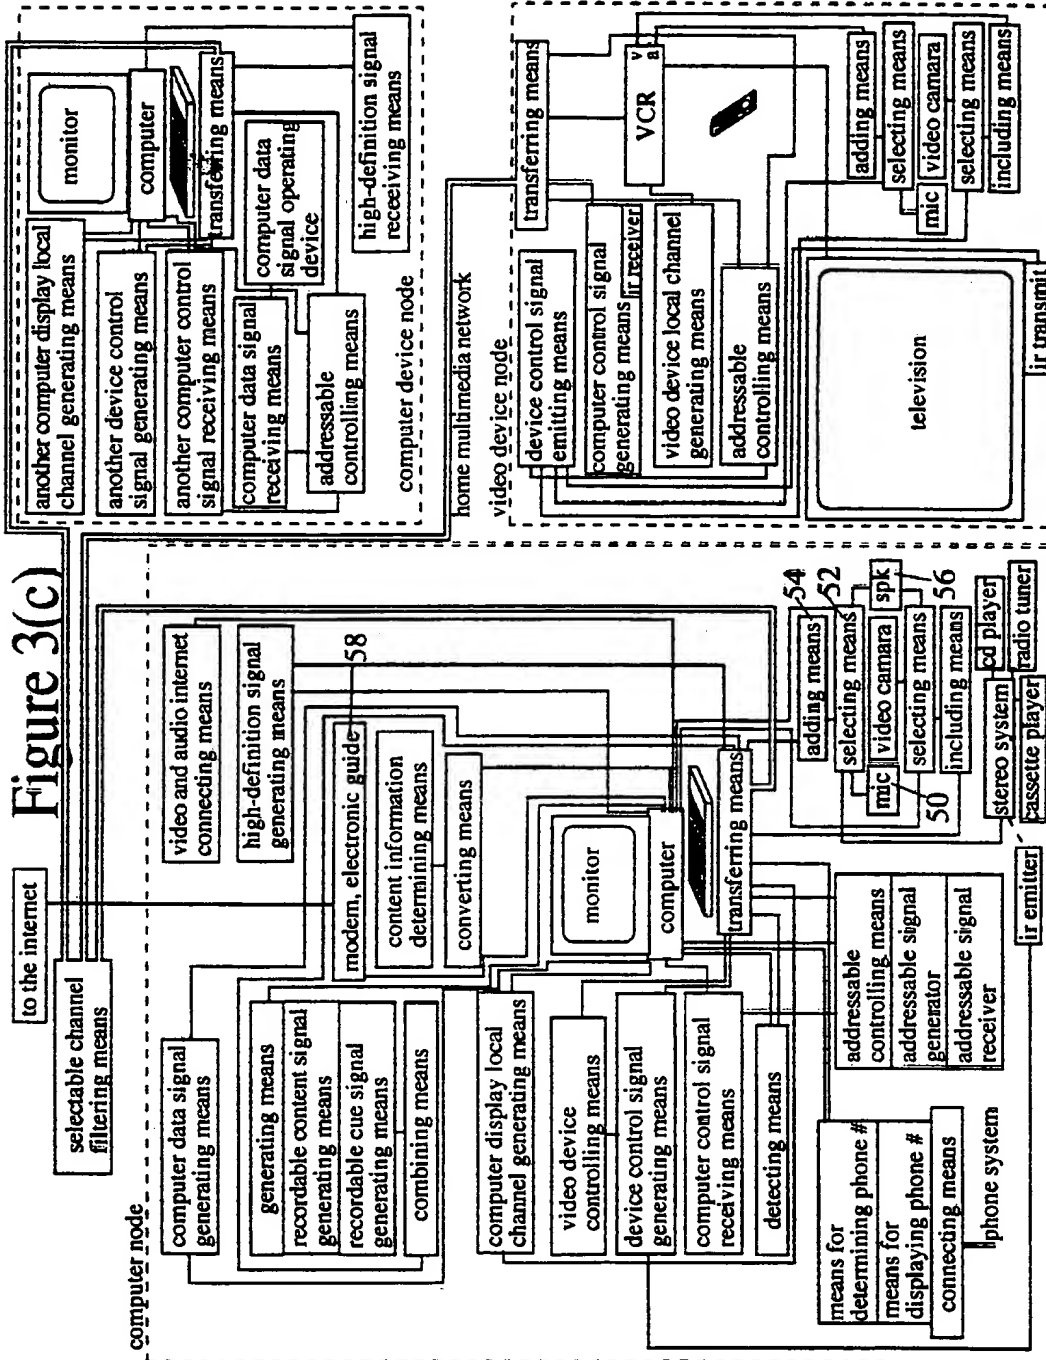 Figure 3(c)
to the internet
selectable channel
filtering means
computer node
computer data signal
generating means
generating means
recordable content signal
generating means
recordable cue signal
generating means
combining means
computer display local
channel generating means
video device
controlling means
device control signal
generating means
computer control signal
receiving means
detecting means
means for
determining phone #
means for
displaying phone #
connecting means
phone system
video and audio internet
connecting means
high-definition signal
generating means
modem, electronic guide
58
content information
determining means
converting means
monitor
computer
transferring means
addressable
controlling means
addressable signal
generator
addressable signal
receiver
ir emitter
adding means
54
selecting means
52
mic
50
video camara
spk
56
selecting means
including means
stereo system
cd player
radio tuner
cassette player
another computer display local
channel generating means
another device control
signal generating means
another computer control
signal receiving means
computer data signal
receiving means
addressable
controlling means
computer device node
monitor
computer
transferring means
computer data
signal operating
device
high-definition signal
receeiving means
home multimedia network
video device node
device control signal
emitting means
computer control signal
generating means
ir receiver
video device local channel
generating means
addressable
controlling means
transferring means
VCR
v
a
television
ir transmit
adding means
selecting means
mic
video camara
selecting means
including means